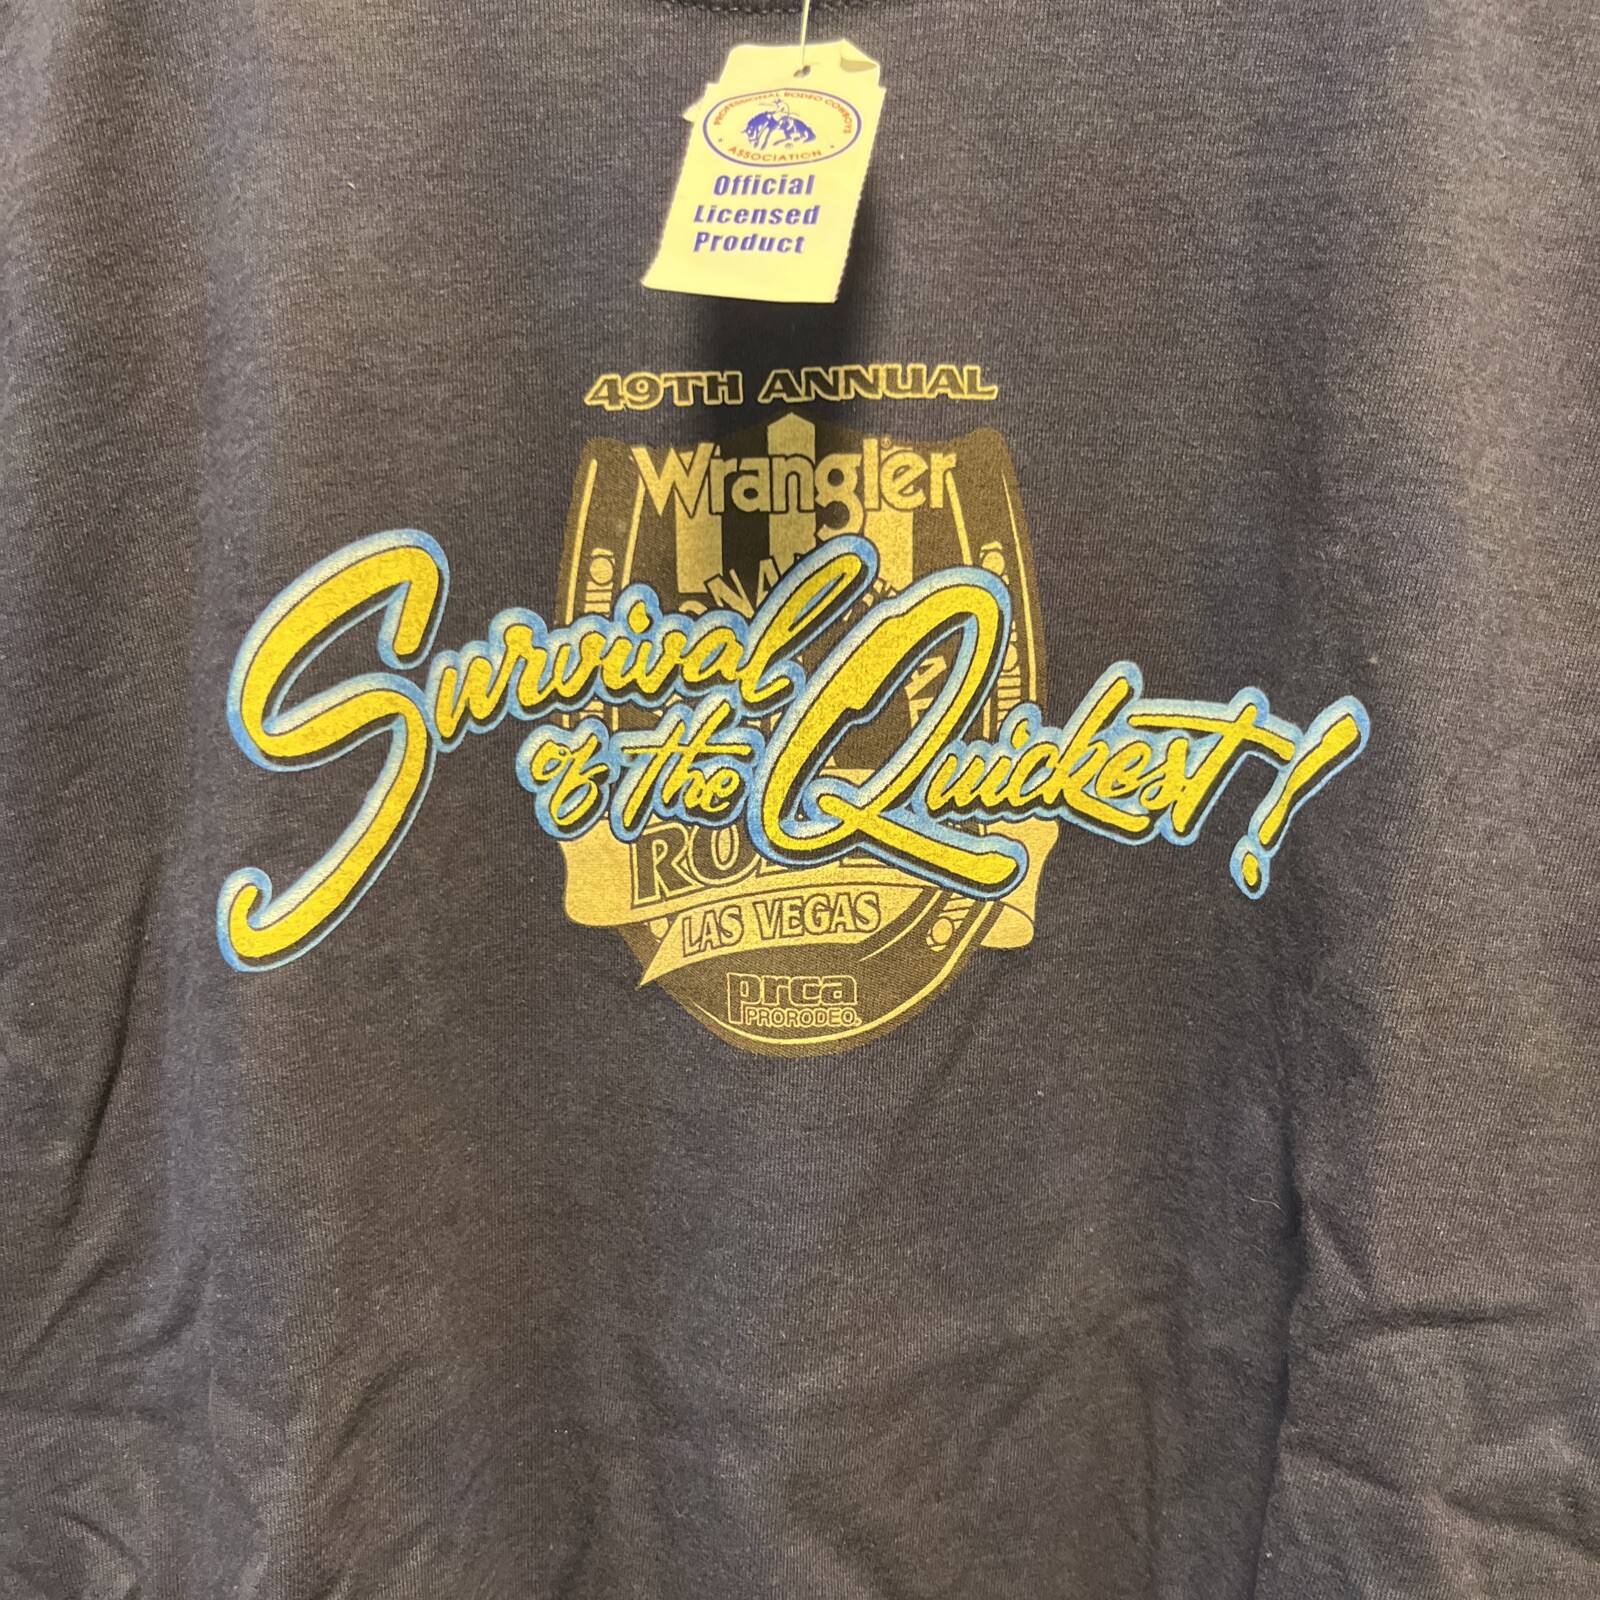 PROFESSIONAL RODEO COWBOYS
ASSOCIATION
Official
Licensed
Product
49TH ANNUAL
Wrangler
Survival
of the Quickest!
LAS VEGAS
prca
PRORODEO